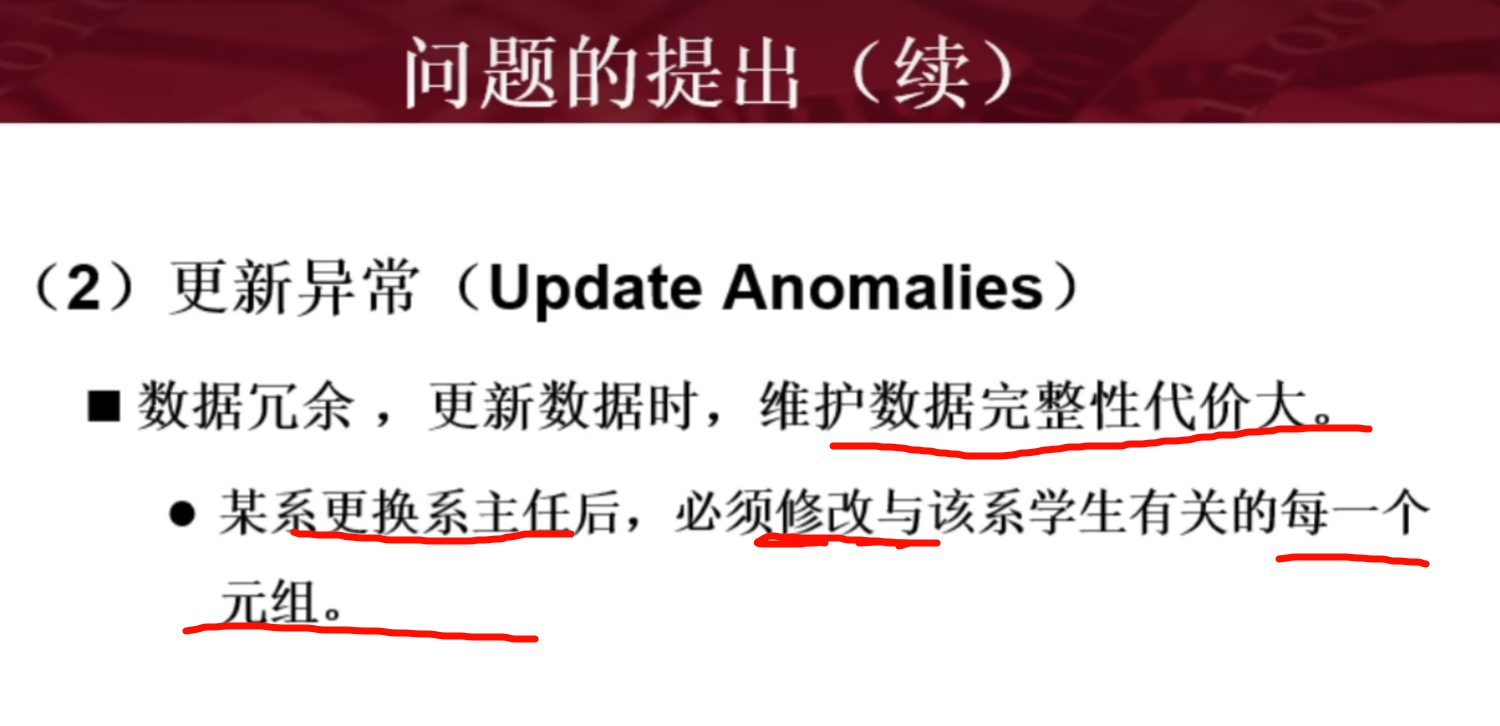 问题的提出（续）
（2）更新异常（Update Anomalies）
■ 数据冗余 ，更新数据时，维护数据完整性代价大。
● 某系更换系主任后，必须修改与该系学生有关的每一个
元组。